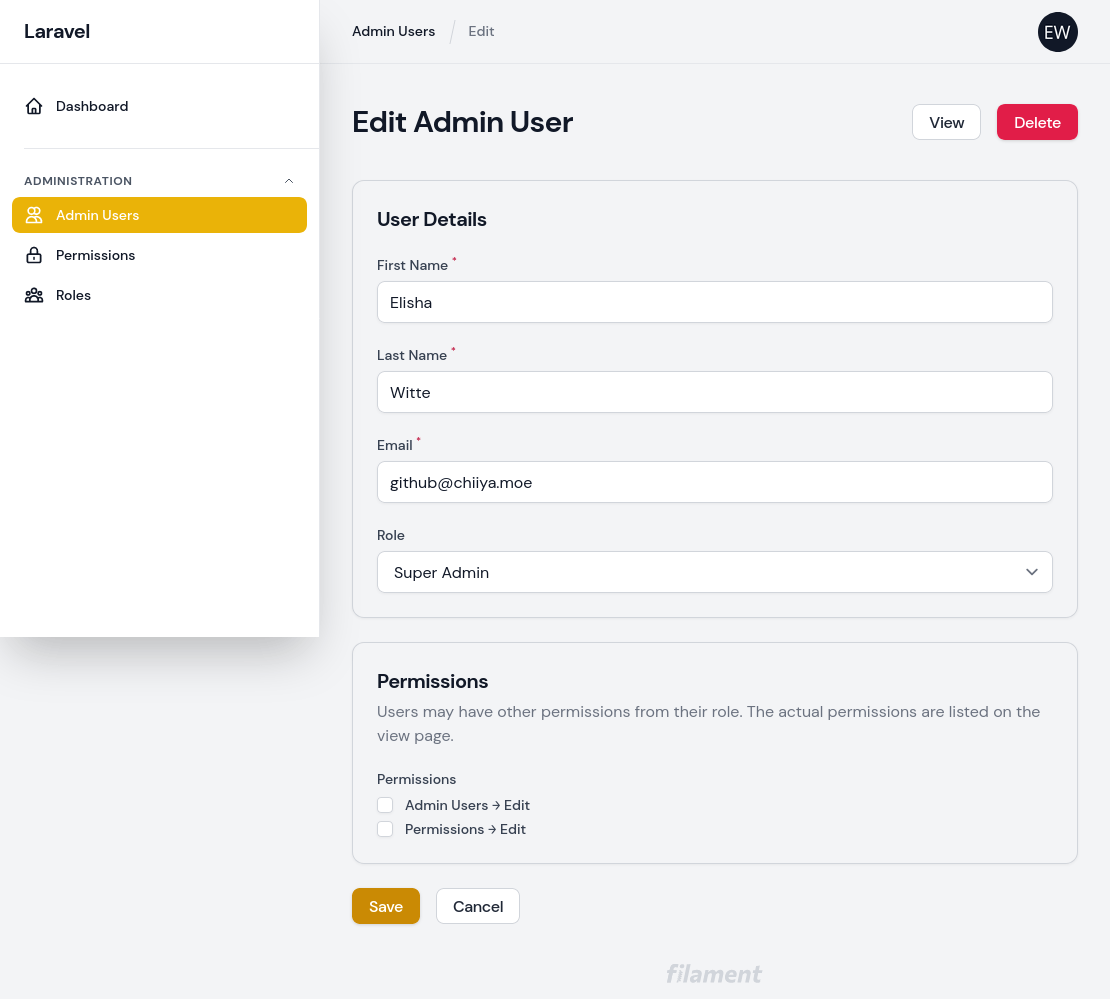 Laravel
Admin Users / Edit
EW
Dashboard
ADMINISTRATION
Admin Users
Permissions
Roles
Edit Admin User
View
Delete
User Details
First Name *
Elisha
Last Name *
Witte
Email *
github@chiiya.moe
Role
Super Admin
Permissions
Users may have other permissions from their role. The actual permissions are listed on the
view page.
Permissions
Admin Users → Edit
Permissions → Edit
Save
Cancel
filament